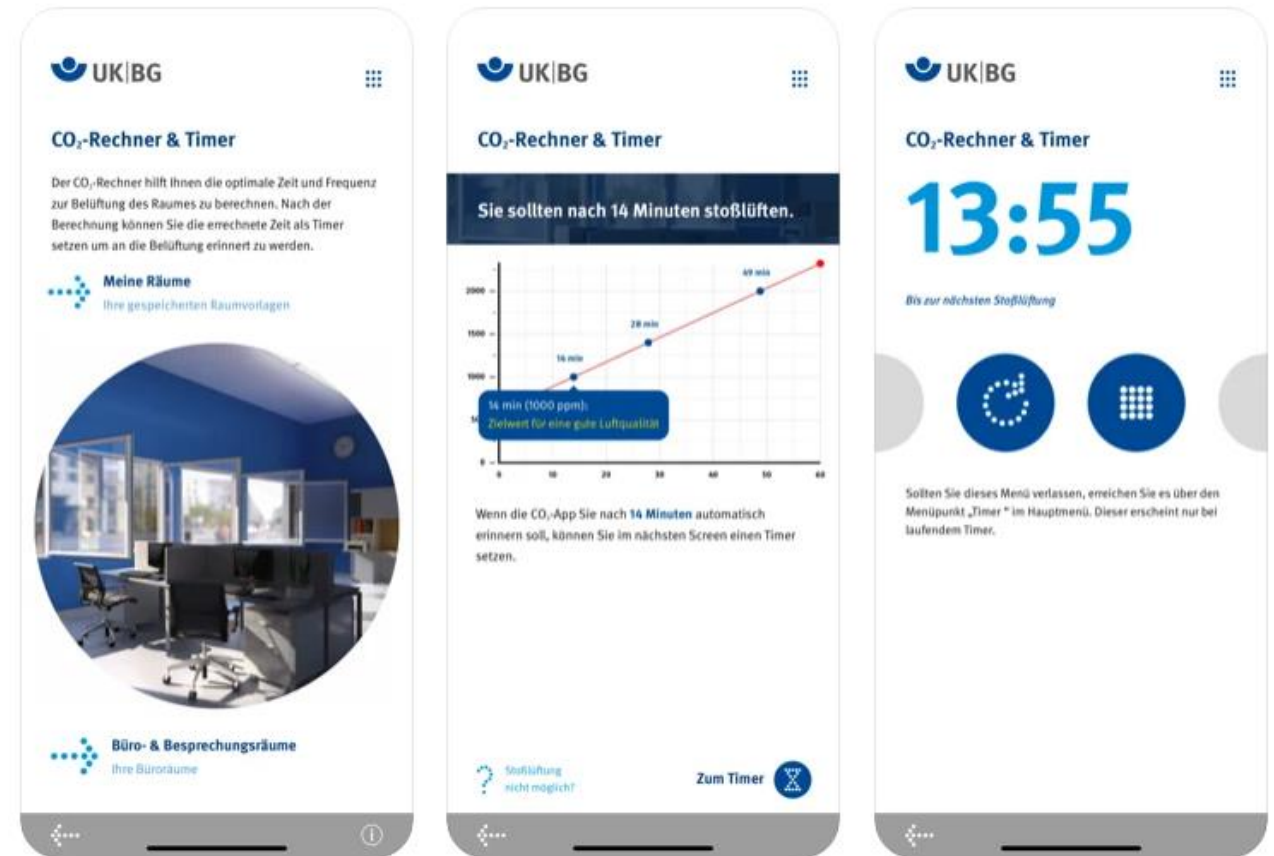 UK|BG
CO₂-Rechner & Timer
Der CO₂-Rechner hilft Ihnen die optimale Zeit und Frequenz
zur Belüftung des Raumes zu berechnen. Nach der
Berechnung können Sie die errechnete Zeit als Timer
setzen um an die Belüftung erinnert zu werden.
Meine Räume
Ihre gespeicherten Raumvorlagen
Büro- & Besprechungsräume
Ihre Büroräume
UK|BG
CO₂-Rechner & Timer
Sie sollten nach 14 Minuten stoßlüften.
2000
1500
1000
0
49 min
28 min
14 min
14 min (1000 ppm):
Zielwert für eine gute Luftqualität
0 10 20 30 40 50 60
Wenn die CO₂-App Sie nach 14 Minuten automatisch
erinnern soll, können Sie im nächsten Screen einen Timer
setzen.
?
Stoßlüftung
nicht möglich?
Zum Timer
UK|BG
CO₂-Rechner & Timer
13:55
Bis zur nächsten Stoßlüftung
Sollten Sie dieses Menü verlassen, erreichen Sie es über den
Menüpunkt „Timer “ im Hauptmenü. Dieser erscheint nur bei
laufendem Timer.